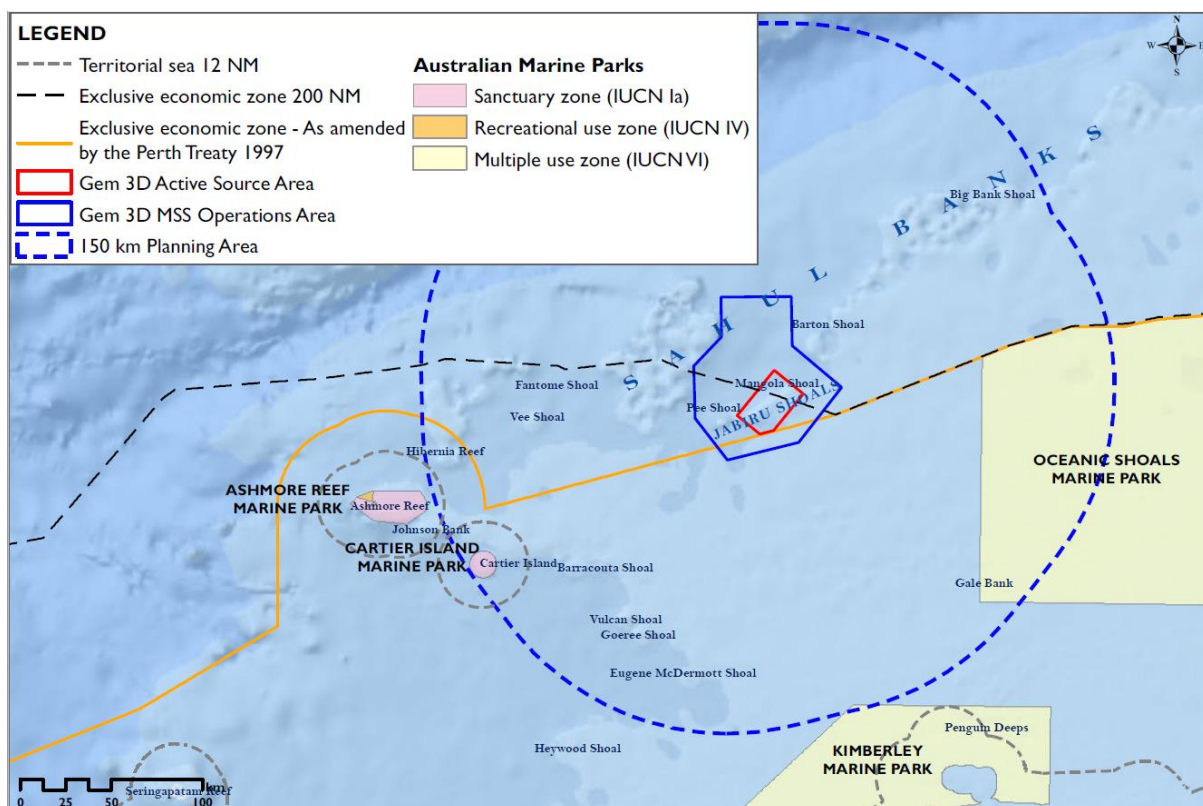 LEGEND
Territorial sea 12 NM
Exclusive economic zone 200 NM
Exclusive economic zone - As amended
by the Perth Treaty 1997
Gem 3D Active Source Area
Gem 3D MSS Operations Area
150 km Planning Area
Australian Marine Parks
Sanctuary zone (IUCN Ia)
Recreational use zone (IUCN IV)
Multiple use zone (IUCN VI)
N
W E
S
SAHUL BANKS
Big Bank Shoal
Barton Shoal
Fantome Shoal
Mangola Shoal
Vee Shoal
Pee Shoal
JABIRU SHOALS
Hibernia Reef
OCEANIC SHOALS
MARINE PARK
ASHMORE REEF
MARINE PARK
Ashmore Reef
Johnson Bank
CARTIER ISLAND
MARINE PARK
Cartier Island
Barracouta Shoal
Gale Bank
Vulcan Shoal
Goeree Shoal
Eugene McDermott Shoal
Penguin Deeps
Heywood Shoal
KIMBERLEY
MARINE PARK
Seringapatam Reef
km
0 25 50 100